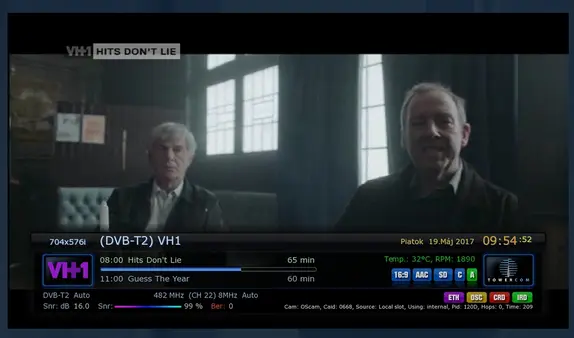 VH1 HITS DON'T LIE
704x576i (DVB-T2) VH1 Piatok 19.Máj 2017 09:54:52
VH1 08:00 Hits Don't Lie 65 min Temp.: 32°C, RPM: 1890
16:9 AAC SD C A
TOWERCOM
11:00 Guess The Year 60 min
DVB-T2 Auto 482 MHz (CH 22) 8MHz Auto ETH OSC CRD IRD
Snr: dB 16.0 Snr: 99 % Ber: 0 Cam: OScam, Caid: 0668, Source: Local slot, Using: internal, Pid: 120D, Hops: 0, Time: 209